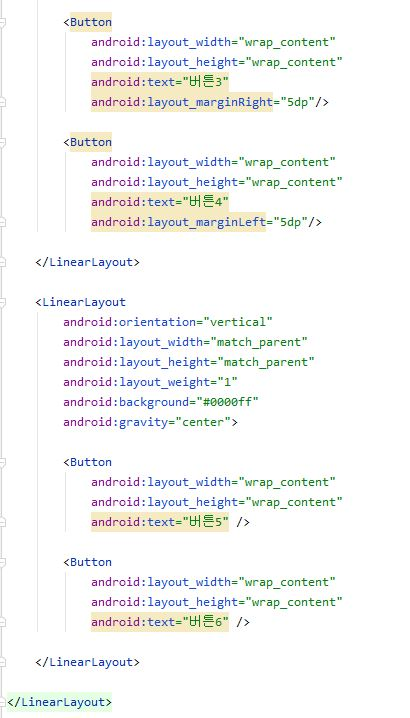 <Button
android:layout_width="wrap_content"
android:layout_height="wrap_content"
android:text="버튼3"
android:layout_marginRight="5dp"/>
<Button
android:layout_width="wrap_content"
android:layout_height="wrap_content"
android:text="버튼4"
android:layout_marginLeft="5dp"/>
</LinearLayout>
<LinearLayout
android:orientation="vertical"
android:layout_width="match_parent"
android:layout_height="match_parent"
android:layout_weight="1"
android:background="#0000ff"
android:gravity="center">
<Button
android:layout_width="wrap_content"
android:layout_height="wrap_content"
android:text="버튼5" />
<Button
android:layout_width="wrap_content"
android:layout_height="wrap_content"
android:text="버튼6" />
</LinearLayout>
</LinearLayout>